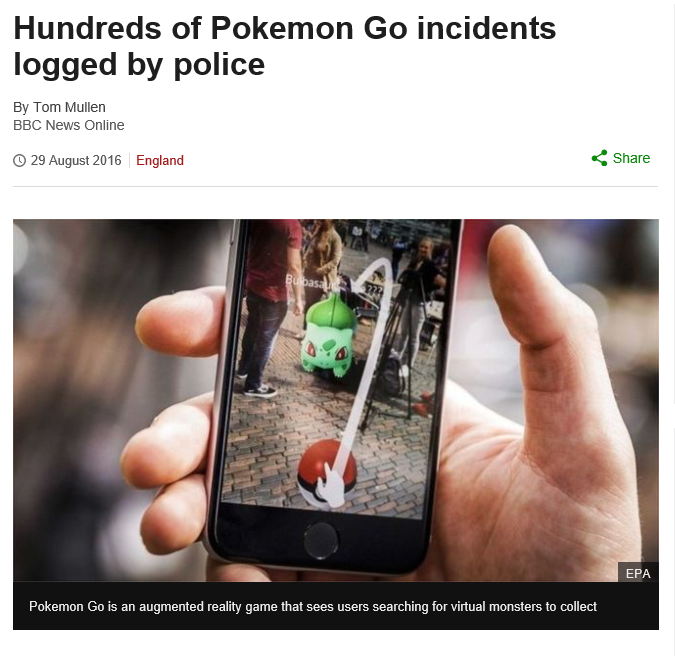 Hundreds of Pokemon Go incidents
logged by police
By Tom Mullen
BBC News Online
29 August 2016
England
Share
Bulbasaur
???
EPA
Pokemon Go is an augmented reality game that sees users searching for virtual monsters to collect